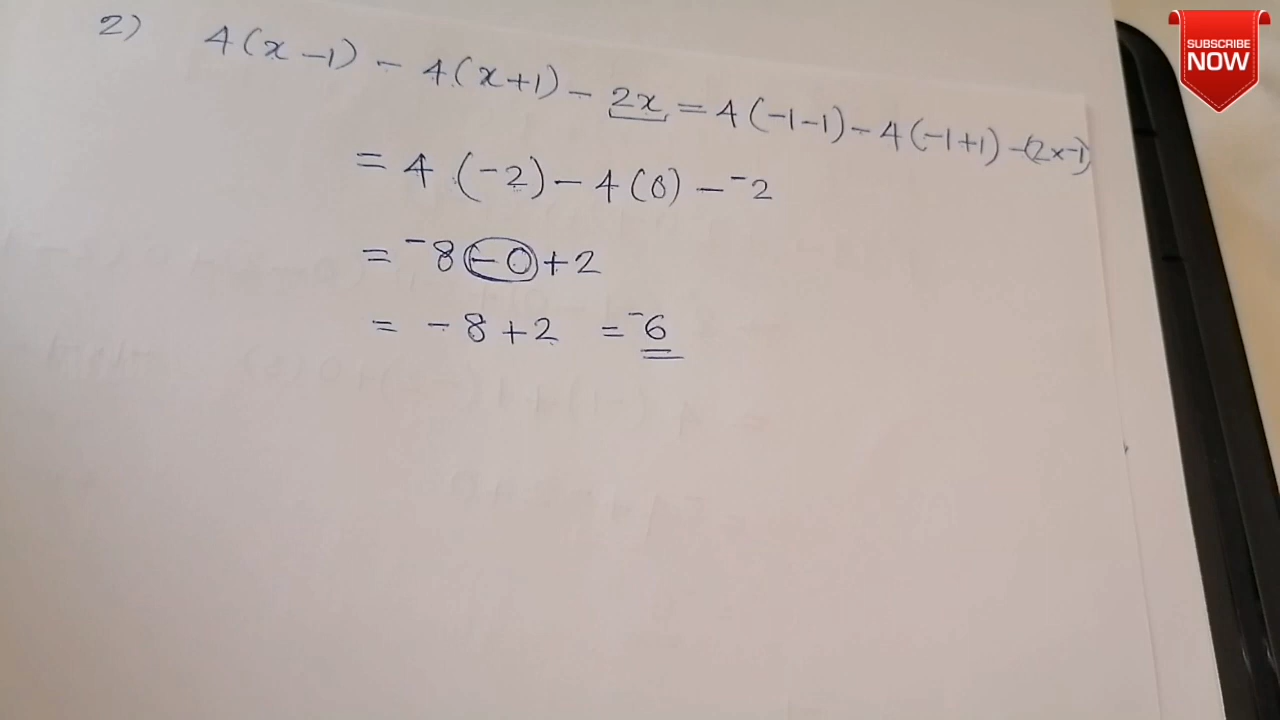 2) 4(x-1) - 4(x+1) - 2x = 4(-1-1) - 4(-1+1) -(2x-1)
= 4 (-2) - 4(0) - -2
= -8 - 0 + 2
= -8+2 = -6
SUBSCRIBE
NOW